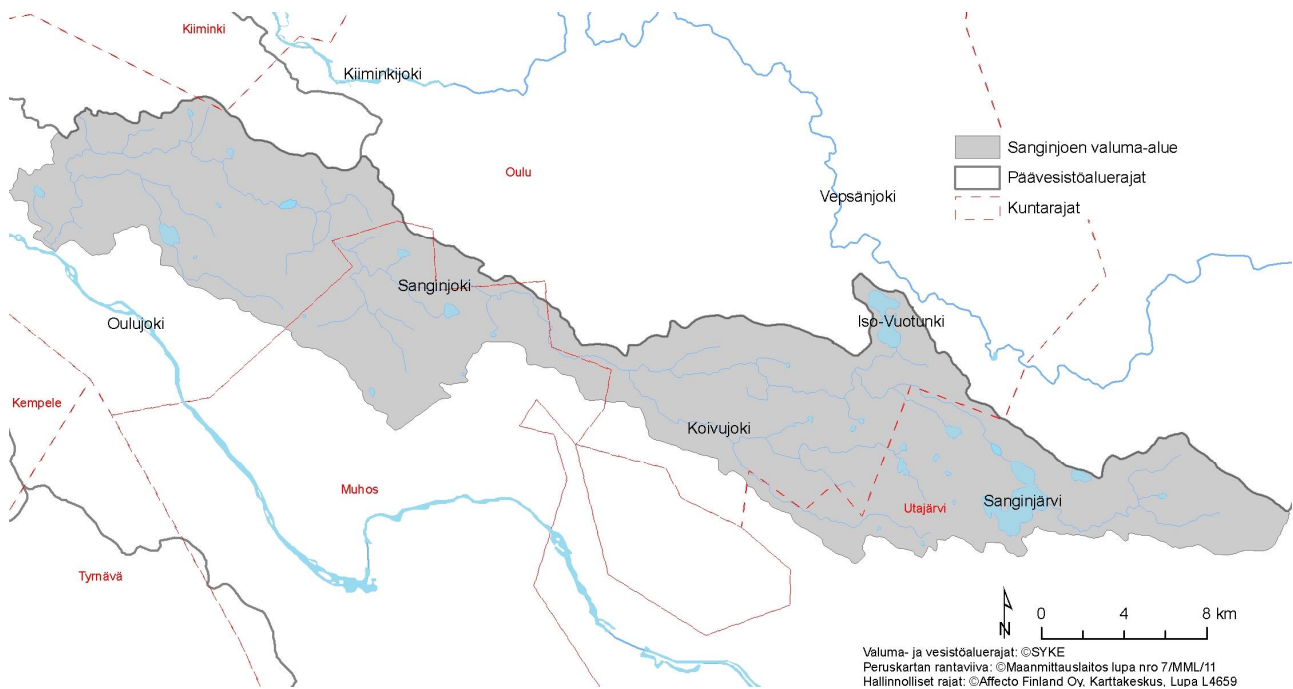 Kiiminki
Kiiminkijoki
Sanginjoen valuma-alue
Päävesistöaluerajat
Kuntarajat
Oulu
Vepsänjoki
Sanginjoki
Oulujoki
Iso-Vuotunki
Kempele
Koivujoki
Muhos
Sanginjärvi
Utajärvi
Tyrnävä
N
0 4 8 km
Valuma- ja vesistöaluerajat: ©SYKE
Peruskartan rantaviiva: ©Maanmittauslaitos lupa nro 7/MML/11
Hallinnolliset rajat: ©Affecto Finland Oy, Karttakeskus, Lupa L4659